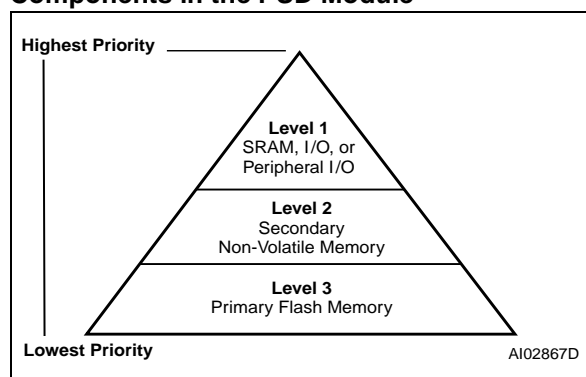 Components in the PSD Module
Highest Priority
Level 1
SRAM, I/O, or
Peripheral I/O
Level 2
Secondary
Non-Volatile Memory
Level 3
Primary Flash Memory
Lowest Priority
AI02867D